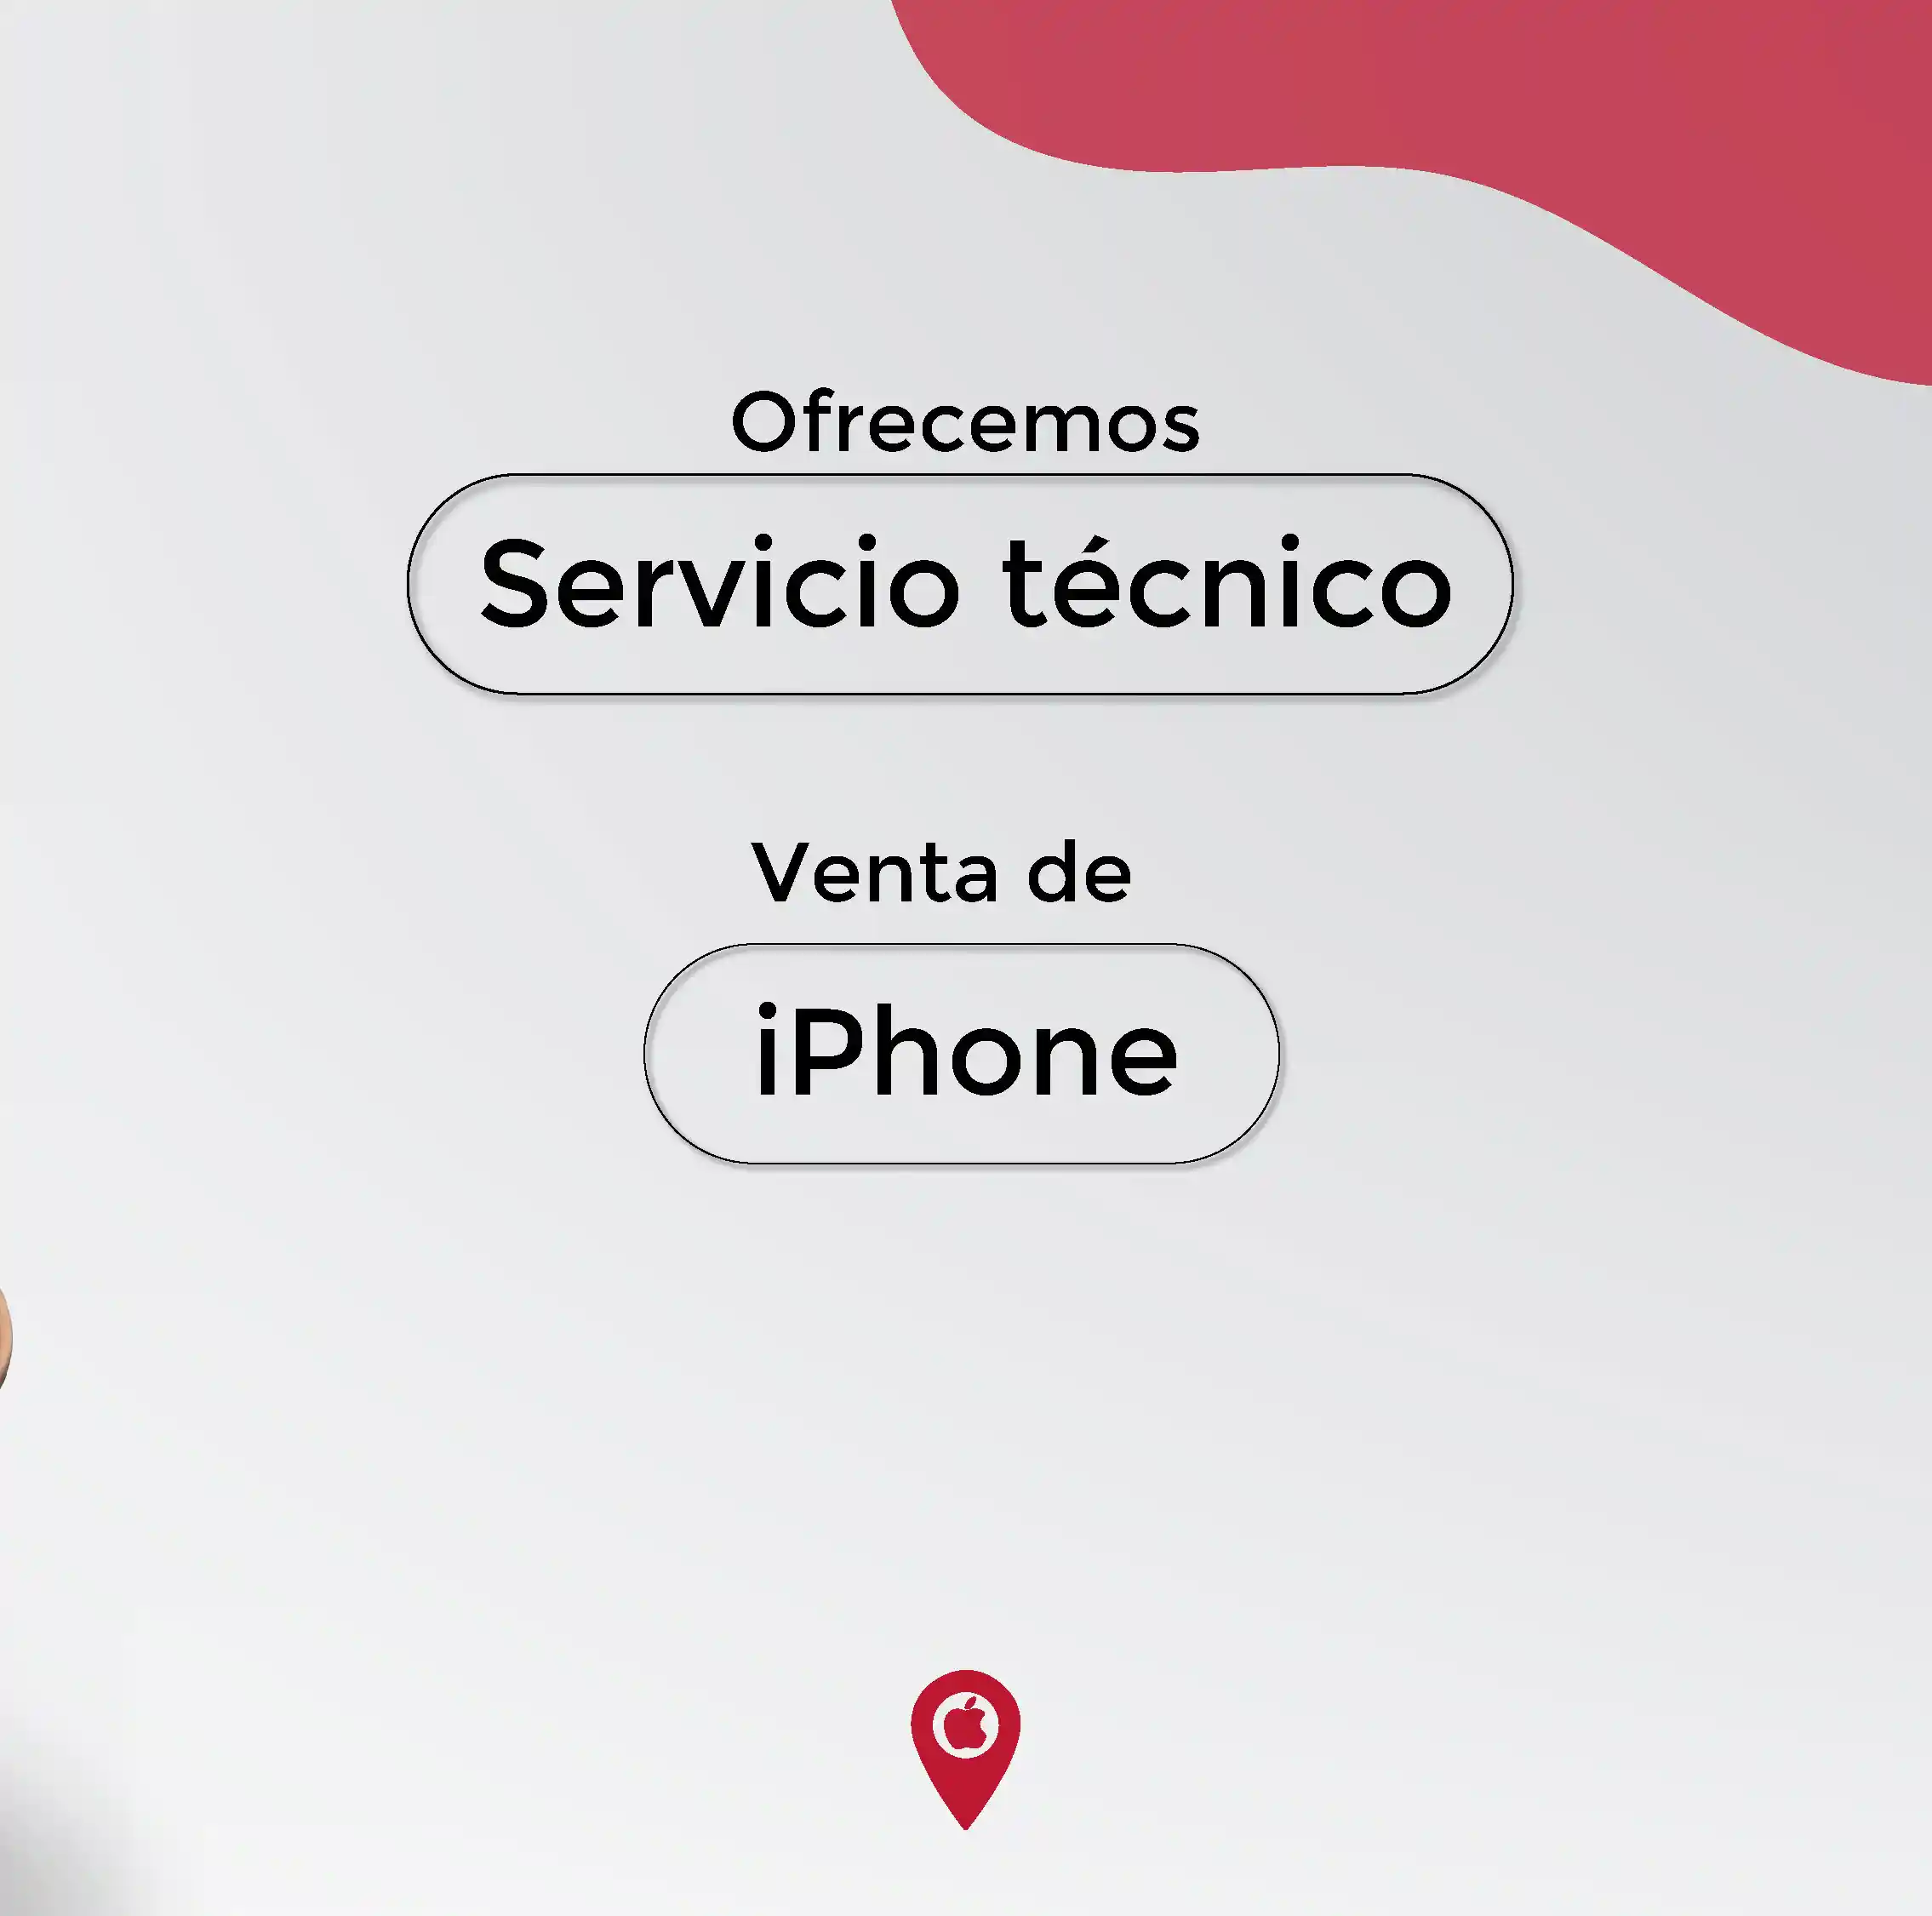 Ofrecemos
Servicio técnico
Venta de
iPhone